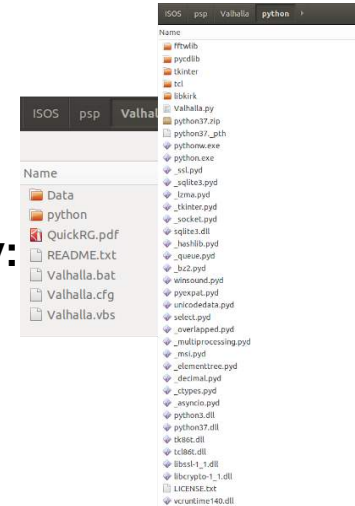 ISOS psp Valhalla python
Name
fftwlib
pycdlib
tkinter
tcl
libkirk
Valhalla.py
python37.zip
python37._pth
pythonw.exe
python.exe
_ssl.pyd
_sqlite3.pyd
_lzma.pyd
_tkinter.pyd
_socket.pyd
sqlite3.dll
_hashlib.pyd
_queue.pyd
_bz2.pyd
winsound.pyd
pyexpat.pyd
unicodedata.pyd
select.pyd
_overlapped.pyd
_multiprocessing.pyd
_msi.pyd
_elementtree.pyd
_decimal.pyd
_ctypes.pyd
_asyncio.pyd
python3.dll
python37.dll
tk86t.dll
tcl86t.dll
libssl-1_1.dll
libcrypto-1_1.dll
LICENSE.txt
vcruntime140.dll
ISOS psp Valhal
Name
Data
python
QuickRG.pdf
README.txt
Valhalla.bat
Valhalla.cfg
Valhalla.vbs